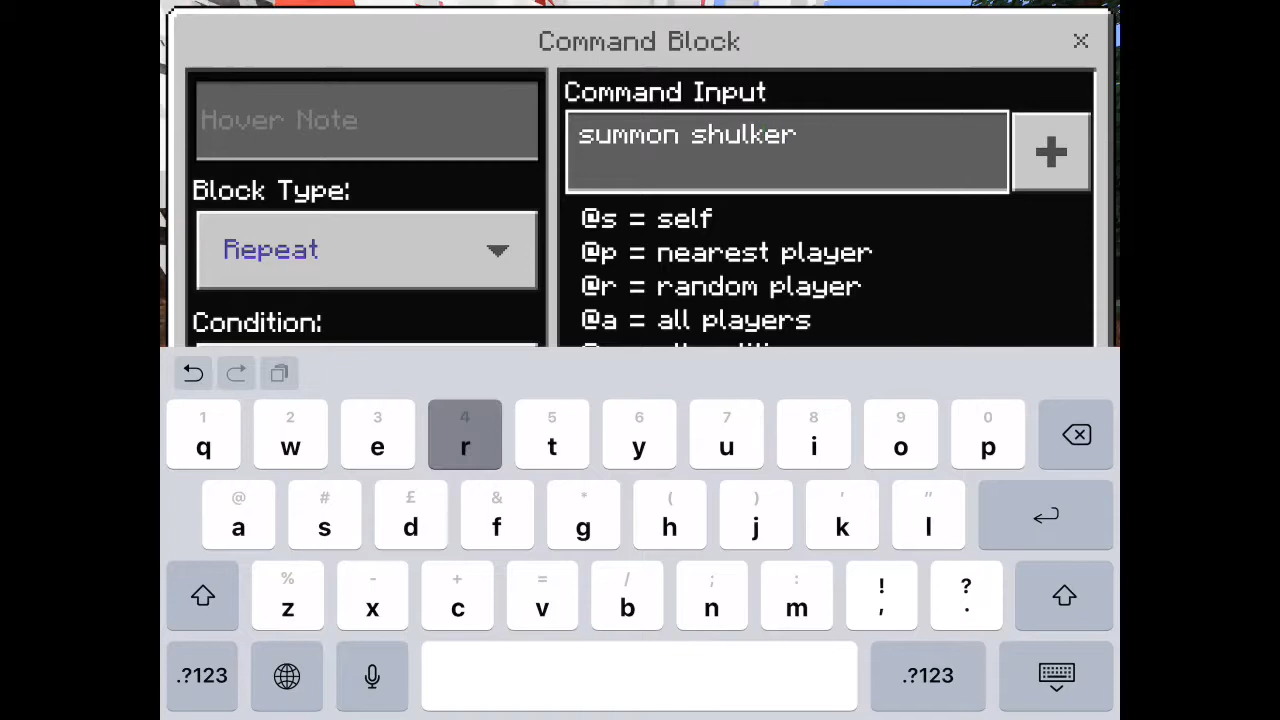 Command Block
Hover Note
Command Input
summon shulker
Block Type:
@s = self
Repeat
@p = nearest player
@r = random player
Condition:
@a = all players
1 2 3 4 5 6 7 8 9 0
q w e r t y u i o p
@ # £ & * ( ) ' "
a s d f g h j k l
% - + = / ; : ! ?
z x c v b n m , .
.?123 .?123